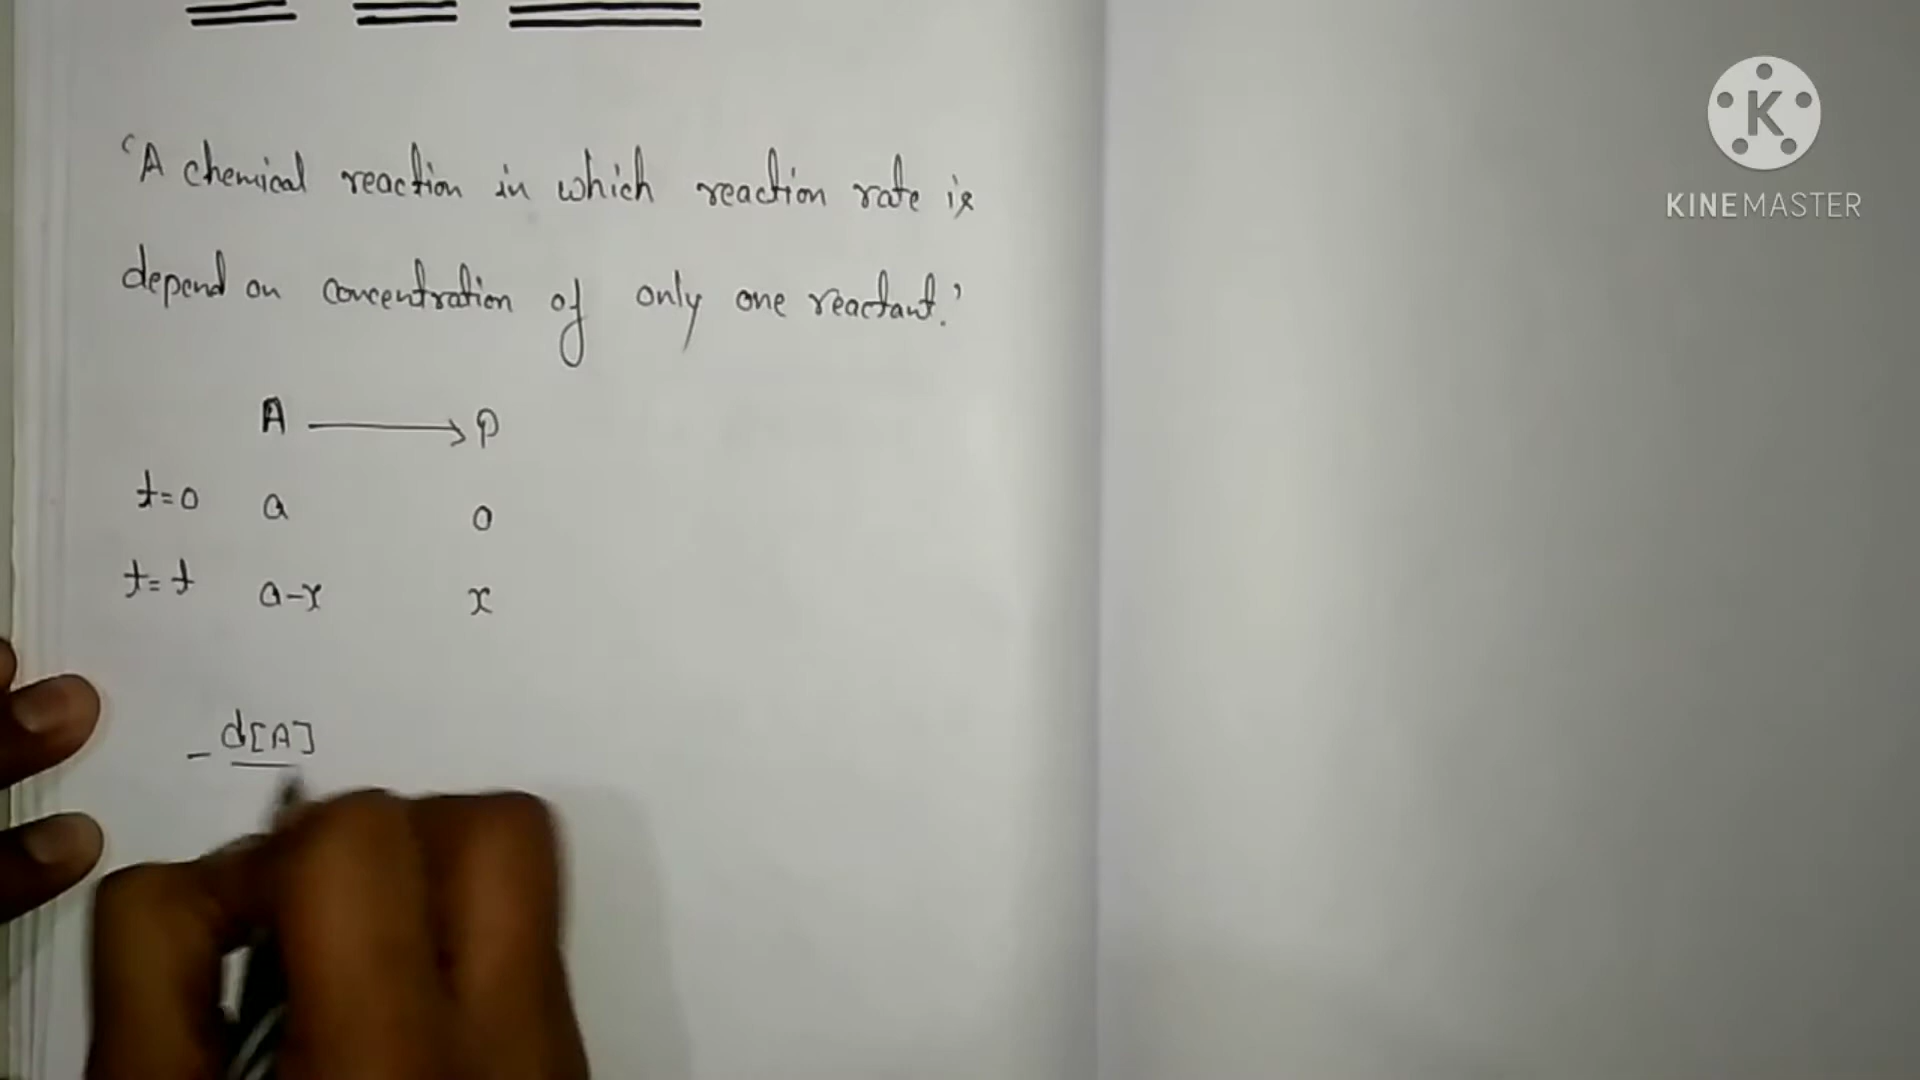 'A chemical reaction in which reaction rate is
depend on concentration of only one reactant.'
A ⟶ P
t=0 a 0
t=t a-x x
- d[A]
K
KINEMASTER